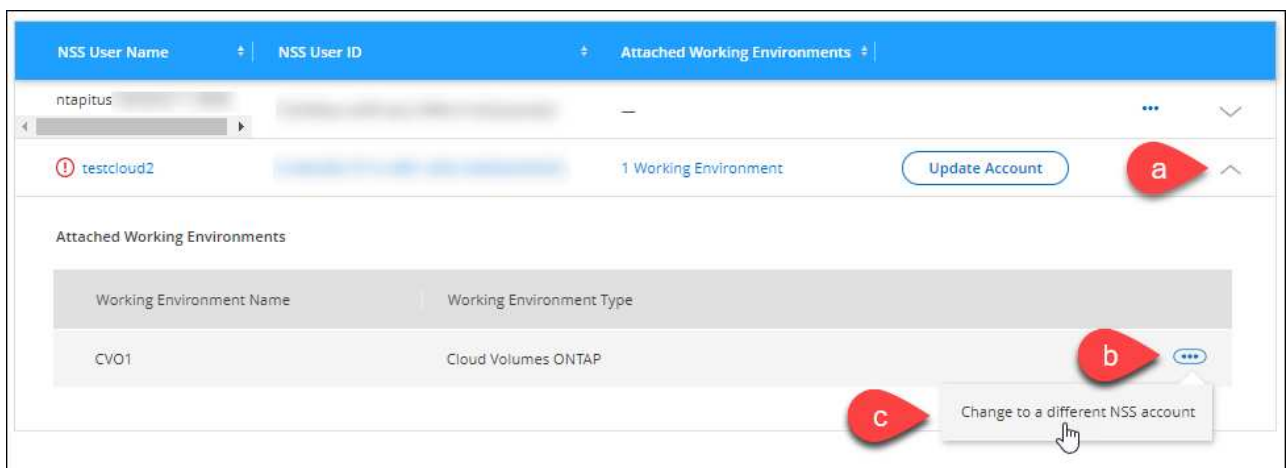 NSS User Name NSS User ID Attached Working Environments
ntapitus
— •••
testcloud2 1 Working Environment Update Account a
Attached Working Environments
Working Environment Name Working Environment Type
CVO1 Cloud Volumes ONTAP b •••
c Change to a different NSS account